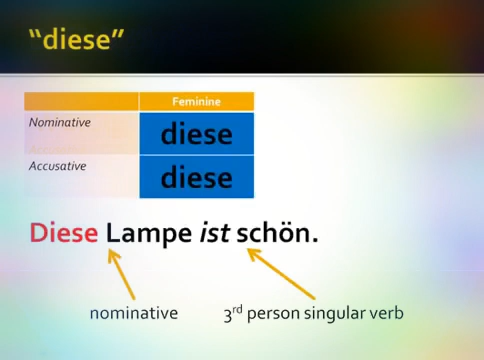 “diese”
Feminine
Nominative diese
Accusative diese
Diese Lampe ist schön.
nominative 3rd person singular verb